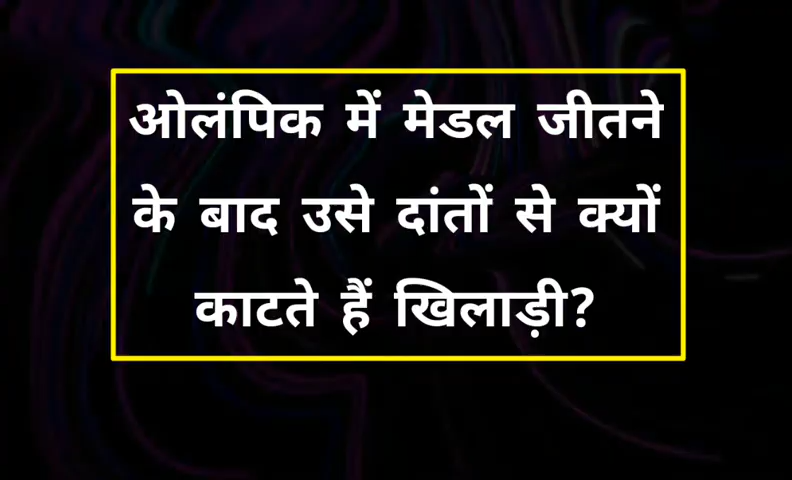 ओलंपिक में मेडल जीतने
के बाद उसे दांतों से क्यों
काटते हैं खिलाड़ी?